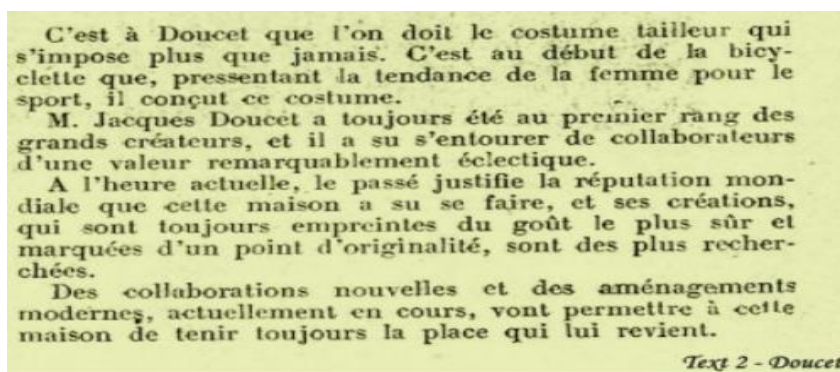 C'est à Doucet que l'on doit le costume tailleur qui
s'impose plus que jamais. C'est au début de la bicy-
clette que, pressentant la tendance de la femme pour le
sport, il conçut ce costume.
M. Jacques Doucet a toujours été au premier rang des
grands créateurs, et il a su s'entourer de collaborateurs
d'une valeur remarquablement éclectique.
A l'heure actuelle, le passé justifie la réputation mon-
diale que cette maison a su se faire, et ses créations,
qui sont toujours empreintes du goût le plus sûr et
marquées d'un point d'originalité, sont des plus recher-
chées.
Des collaborations nouvelles et des aménagements
modernes, actuellement en cours, vont permettre à cette
maison de tenir toujours la place qui lui revient.
Text 2 - Doucet